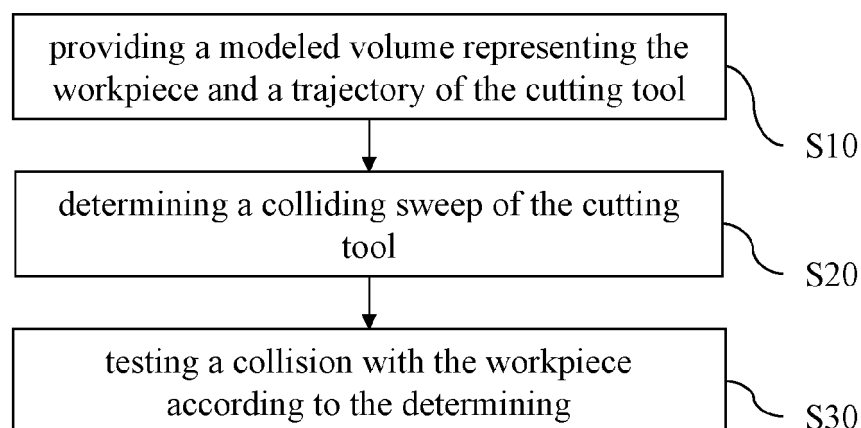 providing a modeled volume representing the
workpiece and a trajectory of the cutting tool
S10
determining a colliding sweep of the cutting
tool
S20
testing a collision with the workpiece
according to the determining
S30